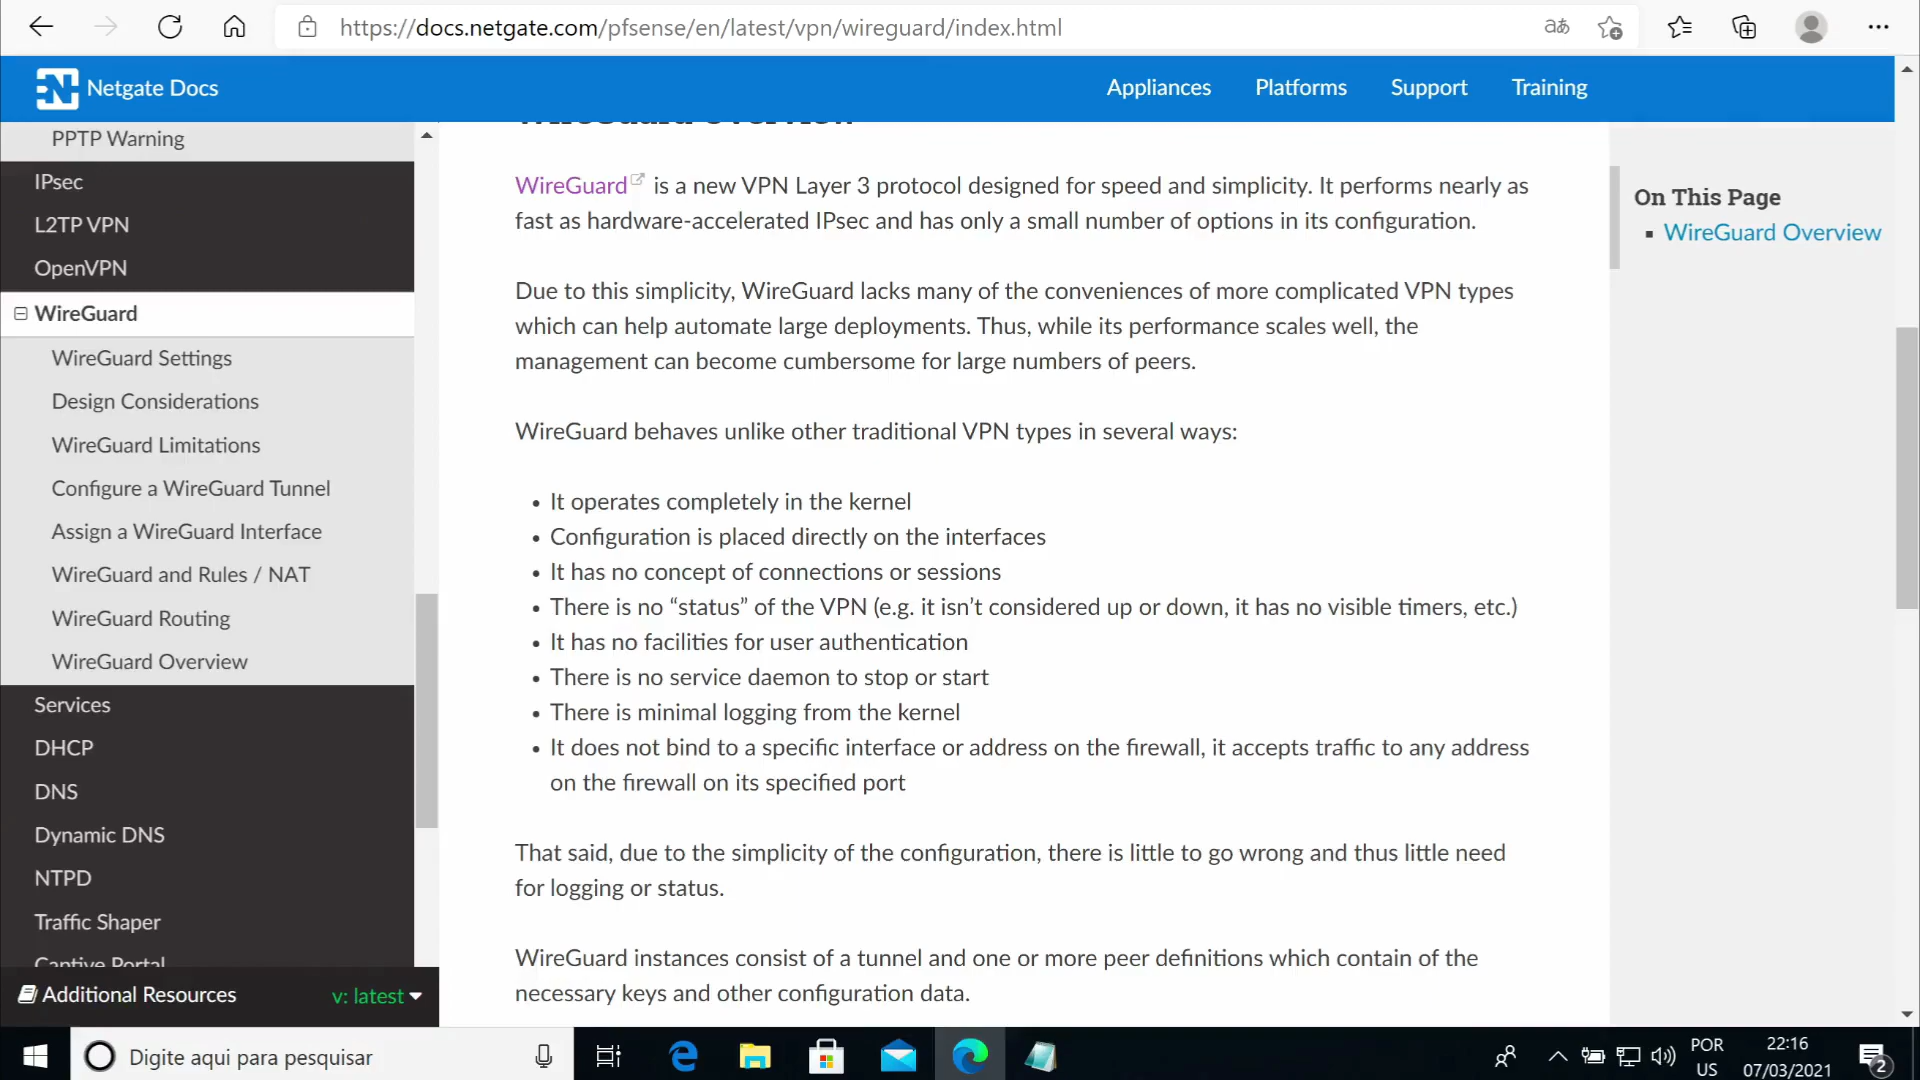 https://docs.netgate.com/pfsense/en/latest/vpn/wireguard/index.html
aあ
Netgate Docs
Appliances
Platforms
Support
Training
PPTP Warning
IPsec
L2TP VPN
OpenVPN
WireGuard
WireGuard Settings
Design Considerations
WireGuard Limitations
Configure a WireGuard Tunnel
Assign a WireGuard Interface
WireGuard and Rules / NAT
WireGuard Routing
WireGuard Overview
Services
DHCP
DNS
Dynamic DNS
NTPD
Traffic Shaper
Captive Portal
Additional Resources
v: latest
WireGuard Overview
WireGuard is a new VPN Layer 3 protocol designed for speed and simplicity. It performs nearly as
fast as hardware-accelerated IPsec and has only a small number of options in its configuration.
Due to this simplicity, WireGuard lacks many of the conveniences of more complicated VPN types
which can help automate large deployments. Thus, while its performance scales well, the
management can become cumbersome for large numbers of peers.
WireGuard behaves unlike other traditional VPN types in several ways:
• It operates completely in the kernel
• Configuration is placed directly on the interfaces
• It has no concept of connections or sessions
• There is no “status” of the VPN (e.g. it isn’t considered up or down, it has no visible timers, etc.)
• It has no facilities for user authentication
• There is no service daemon to stop or start
• There is minimal logging from the kernel
• It does not bind to a specific interface or address on the firewall, it accepts traffic to any address
on the firewall on its specified port
That said, due to the simplicity of the configuration, there is little to go wrong and thus little need
for logging or status.
WireGuard instances consist of a tunnel and one or more peer definitions which contain of the
necessary keys and other configuration data.
On This Page
▪ WireGuard Overview
Digite aqui para pesquisar
POR
US
22:16
07/03/2021
2